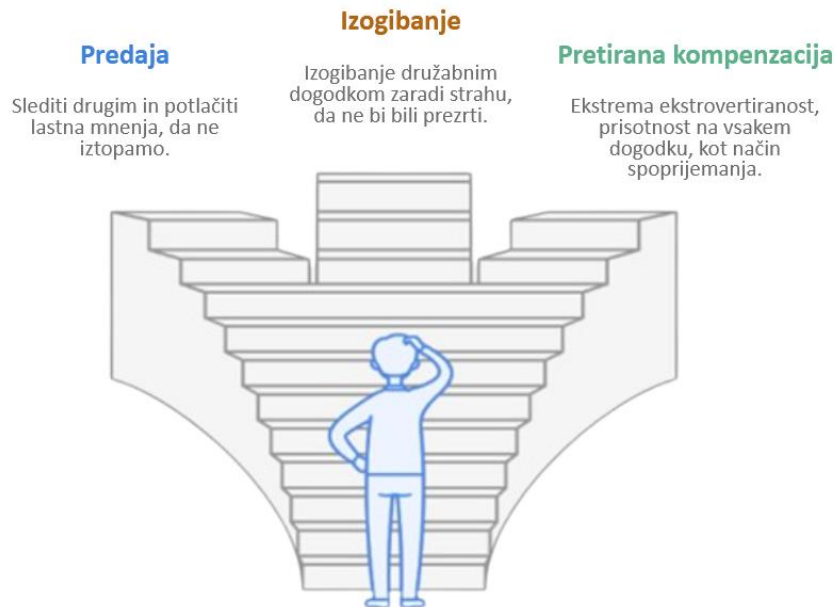 Predaja
Slediti drugim in potlačiti
lastna mnenja, da ne
iztopamo.
Izogibanje
Izogibanje družabnim
dogodkom zaradi strahu,
da ne bi bili prezrti.
Pretirana kompenzacija
Ekstrema ekstrovertiranost,
prisotnost na vsakem
dogodku, kot način
spoprijemanja.